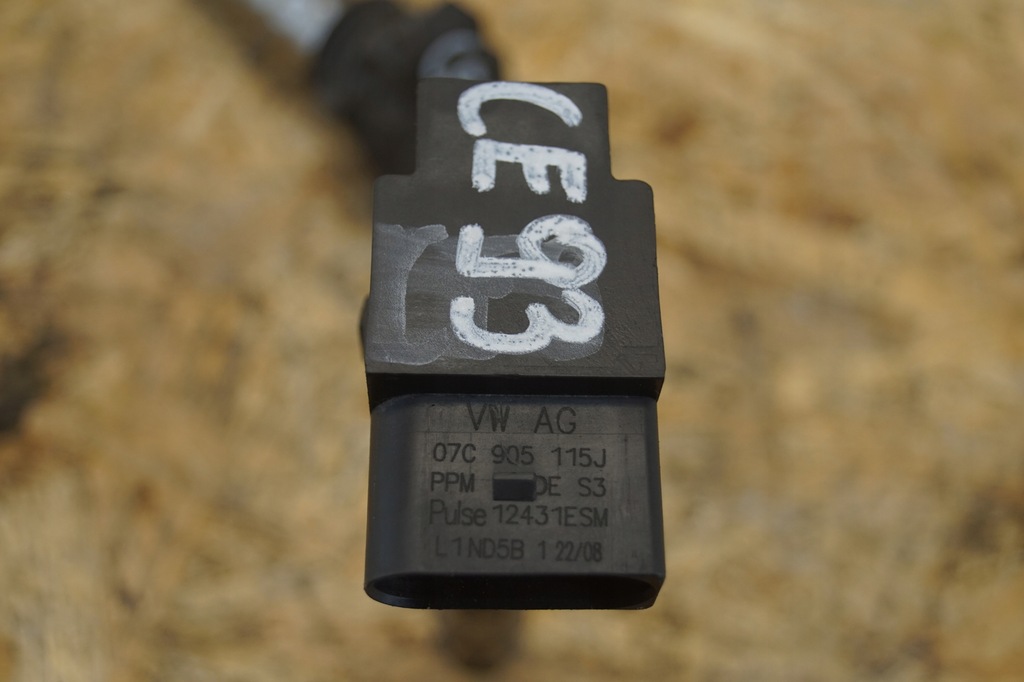 CE93
VW AG
07C 905 115J
PPM DE S3
Pulse 12431ESM
L1ND5B 1 22/08